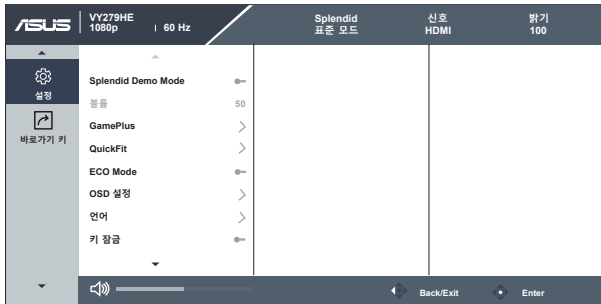 ASUS
VY279HE
1080p | 60 Hz
Splendid
표준 모드
신호
HDMI
밝기
100
설정
바로가기 키
Splendid Demo Mode
볼륨 50
GamePlus
QuickFit
ECO Mode
OSD 설정
언어
키 잠금
Back/Exit
Enter